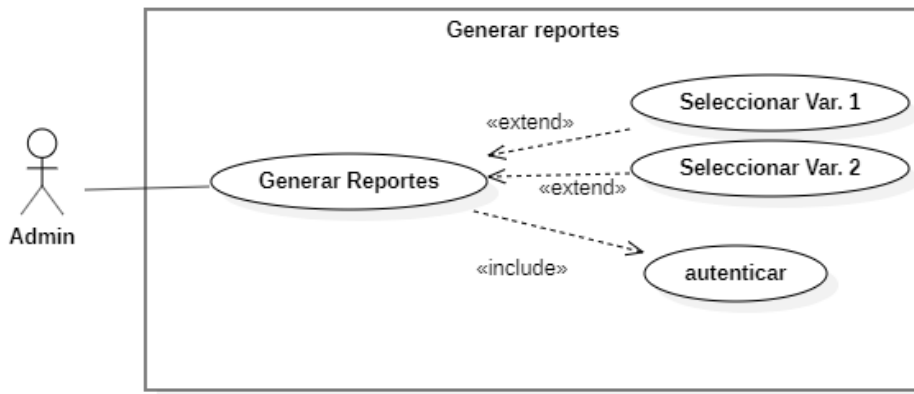 Generar reportes
Seleccionar Var. 1
«extend»
Seleccionar Var. 2
Generar Reportes
«extend»
Admin
«include»
autenticar